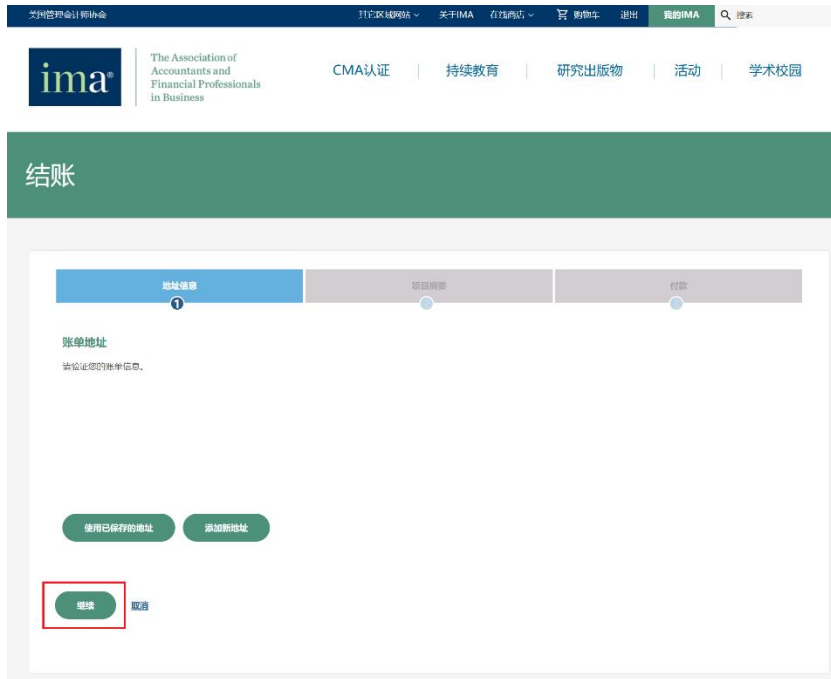 美国管理会计师协会 其它区域网站 关于IMA 在线商店 购物车 退出 我的IMA 搜索
ima®
The Association of
Accountants and
Financial Professionals
in Business
CMA认证 持续教育 研究出版物 活动 学术校园
结账
地址信息 项目摘要 付款
1 2 3
账单地址
请验证您的账单信息。
使用已保存的地址 添加新地址
继续 取消